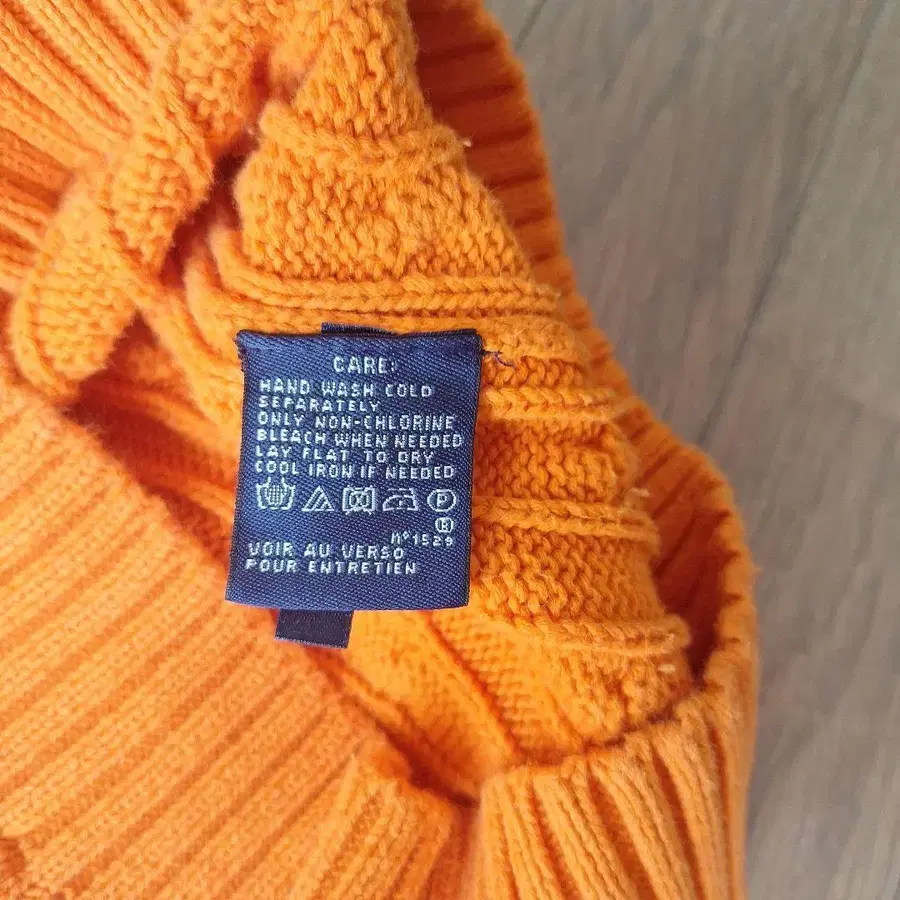 CARE:
HAND WASH COLD
SEPARATELY
ONLY NON-CHLORINE
BLEACH WHEN NEEDED
LAY FLAT TO DRY
COOL IRON IF NEEDED
P
N°1529
VOIR AU VERSO
POUR ENTRETIEN